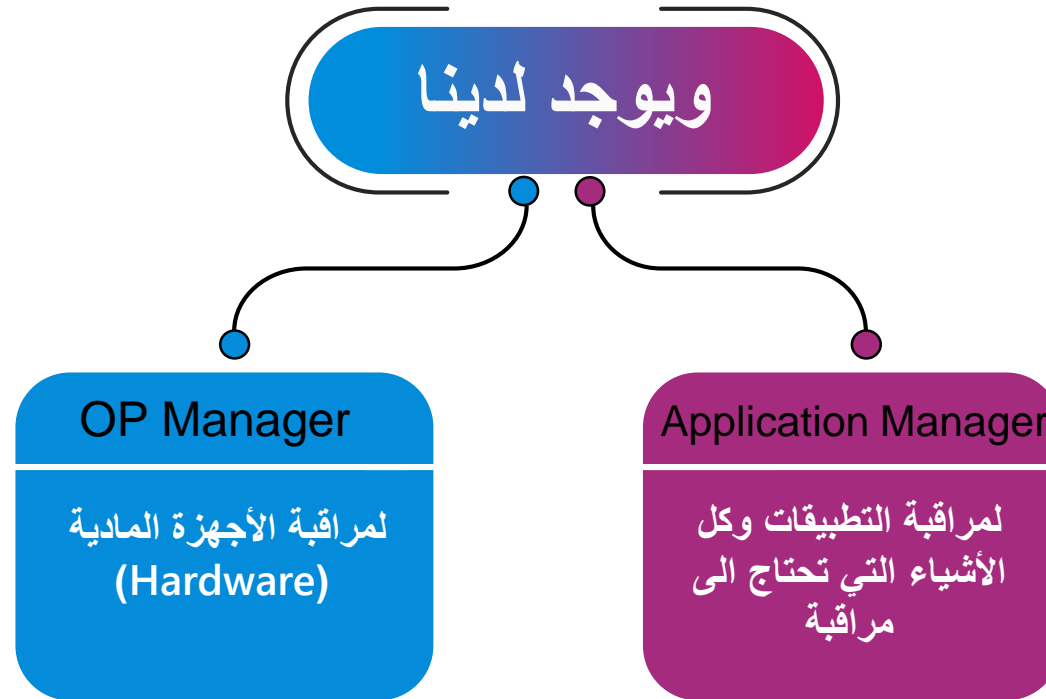 ويوجد لدينا
OP Manager
لمراقبة الأجهزة المادية
(Hardware)
Application Manager
لمراقبة التطبيقات وكل
الأشياء التي تحتاج الى
مراقبة